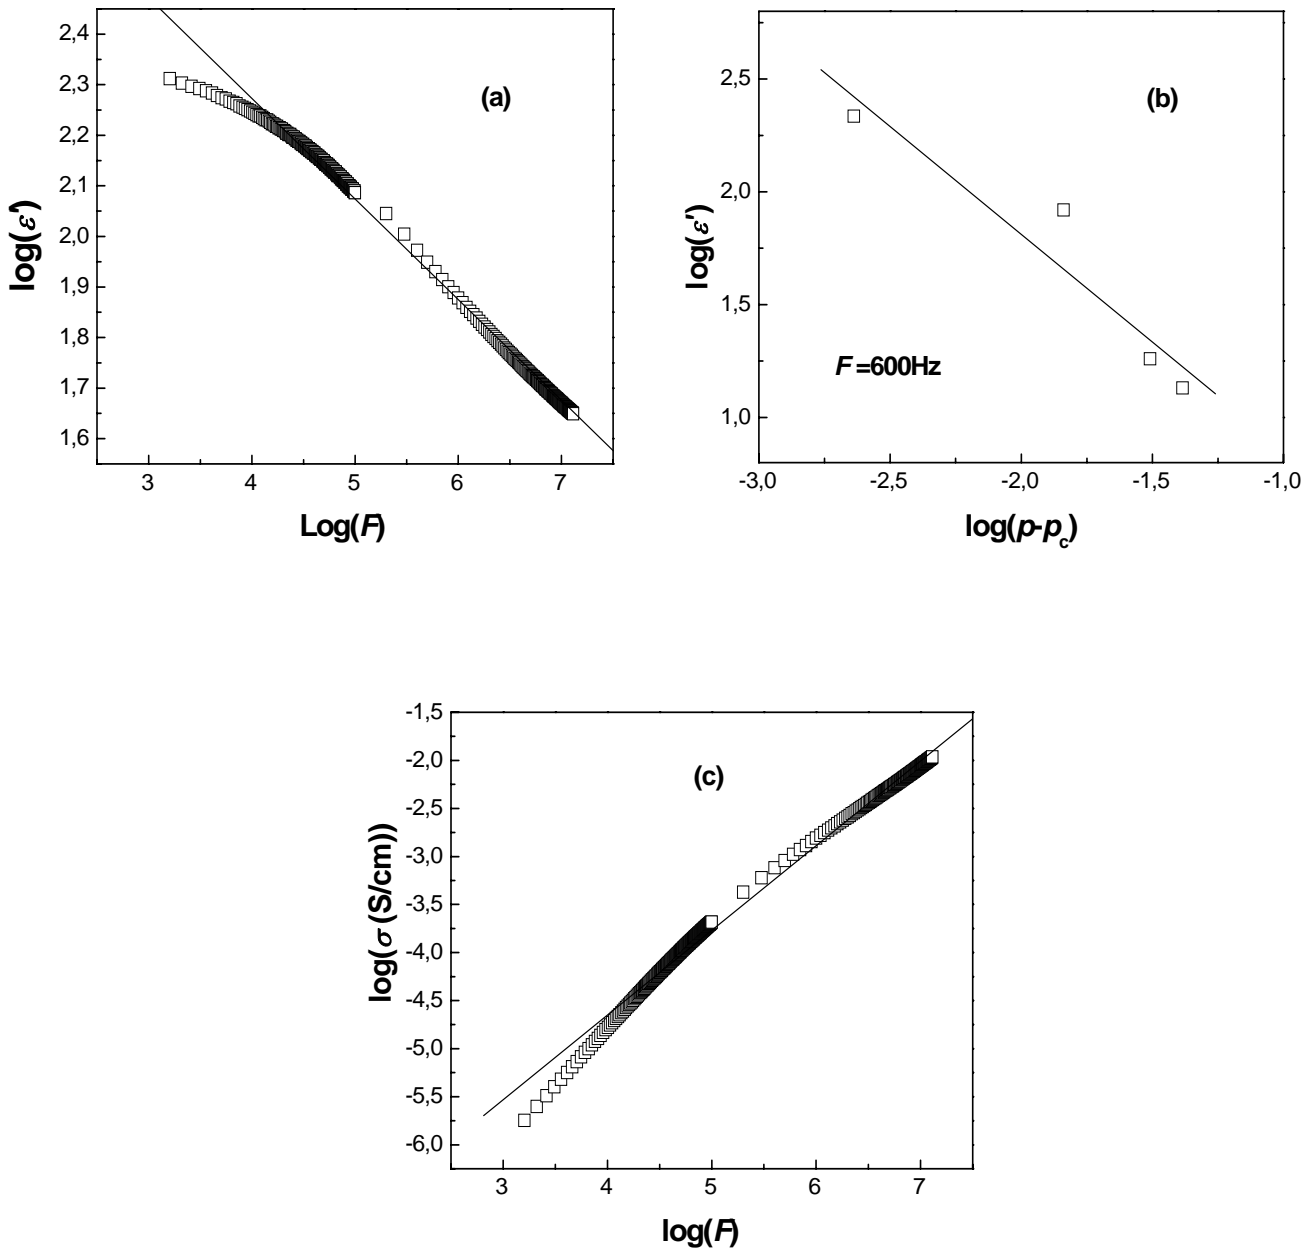 2,4
2,3
2,2
2,1
2,0
1,9
1,8
1,7
1,6
log(ε')
(a)
3 4 5 6 7
Log(F)
2,5
2,0
1,5
1,0
log(ε')
(b)
F=600Hz
-3,0 -2,5 -2,0 -1,5 -1,0
log(p-pc)
-1,5
-2,0
-2,5
-3,0
-3,5
-4,0
-4,5
-5,0
-5,5
-6,0
log(σ (S/cm))
(c)
3 4 5 6 7
log(F)